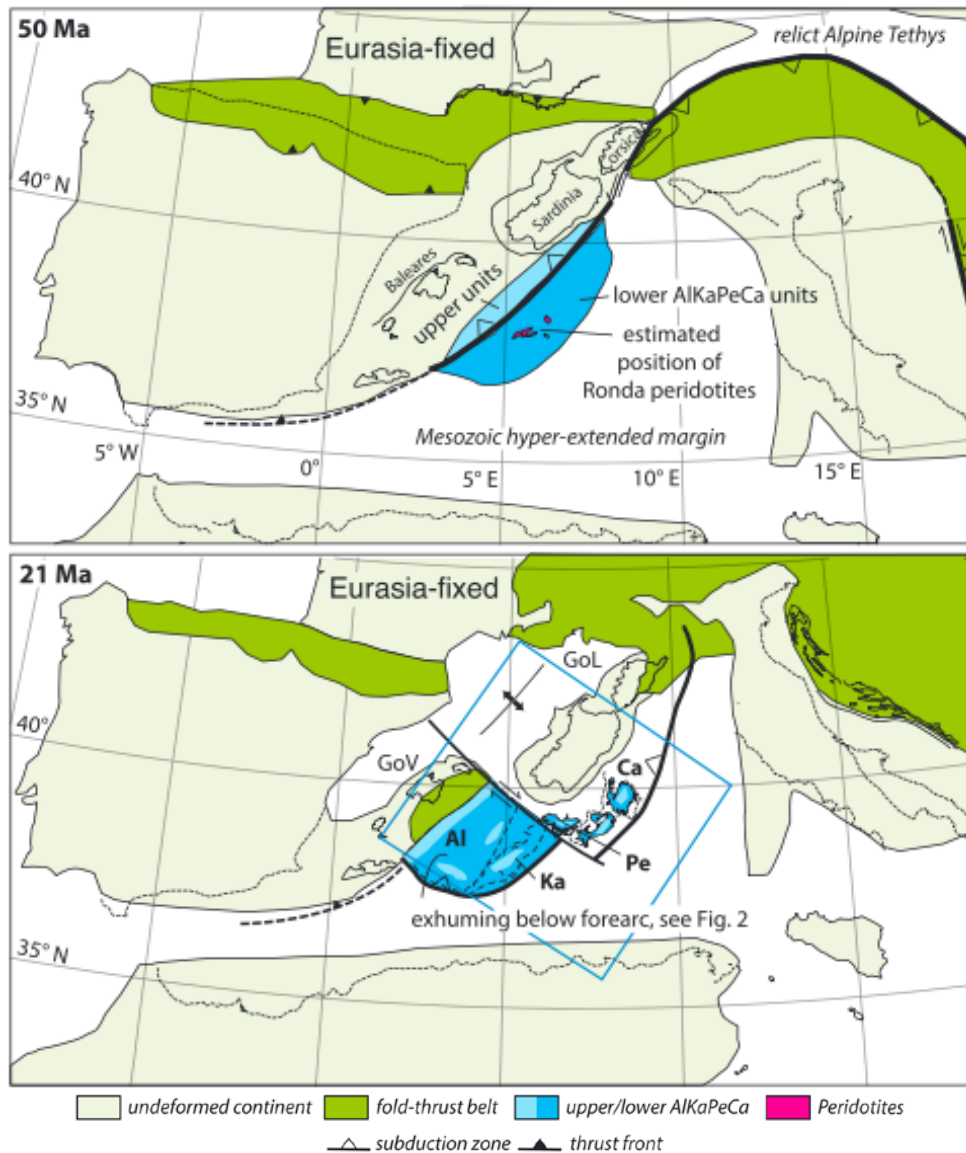 50 Ma
Eurasia-fixed
relict Alpine Tethys
40° N
Corsica
Sardinia
Baleares
upper units
lower AlKaPeCa units
estimated
position of
Ronda peridotites
35° N
Mesozoic hyper-extended margin
5° W
0°
5° E
10° E
15° E
21 Ma
Eurasia-fixed
GoL
40°
GoV
Ca
Al
Pe
Ka
exhuming below forearc, see Fig. 2
35° N
undeformed continent
fold-thrust belt
upper/lower AlKaPeCa
Peridotites
subduction zone
thrust front